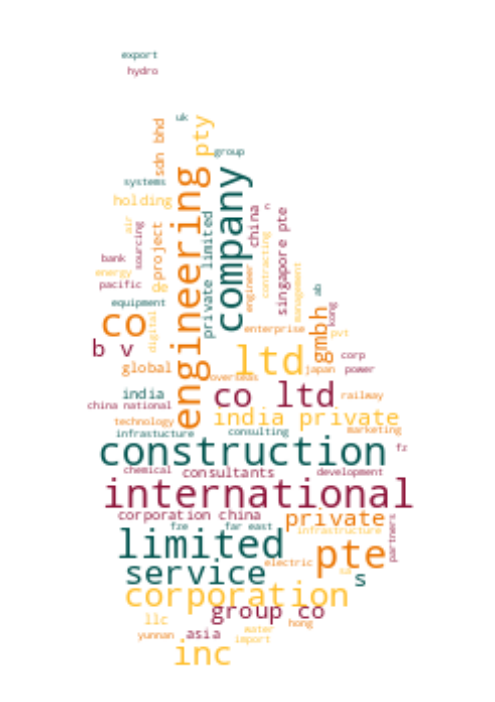 export
hydro
uk
sdn bhd
pty
group
systems
engineering
company
holding
private limited
china
c
air
sourcing
project
de
contracting
singapore pte
bank
energy
pacific
engineer
management
equipment
digital
co
enterprise
ab
kong
gmbh
pvt
b v
ltd
corp
global
overseas
japan
power
india
co ltd
railway
china national
india private
technology
infrastucture
consulting
marketing
construction
fz
chemical
consultants
development
international
corporation china
private
fze
far east
infrastructure
partners
limited
pte
electric
service
s
corporation
group co
llc
hong
yunnan
asia
water
import
inc